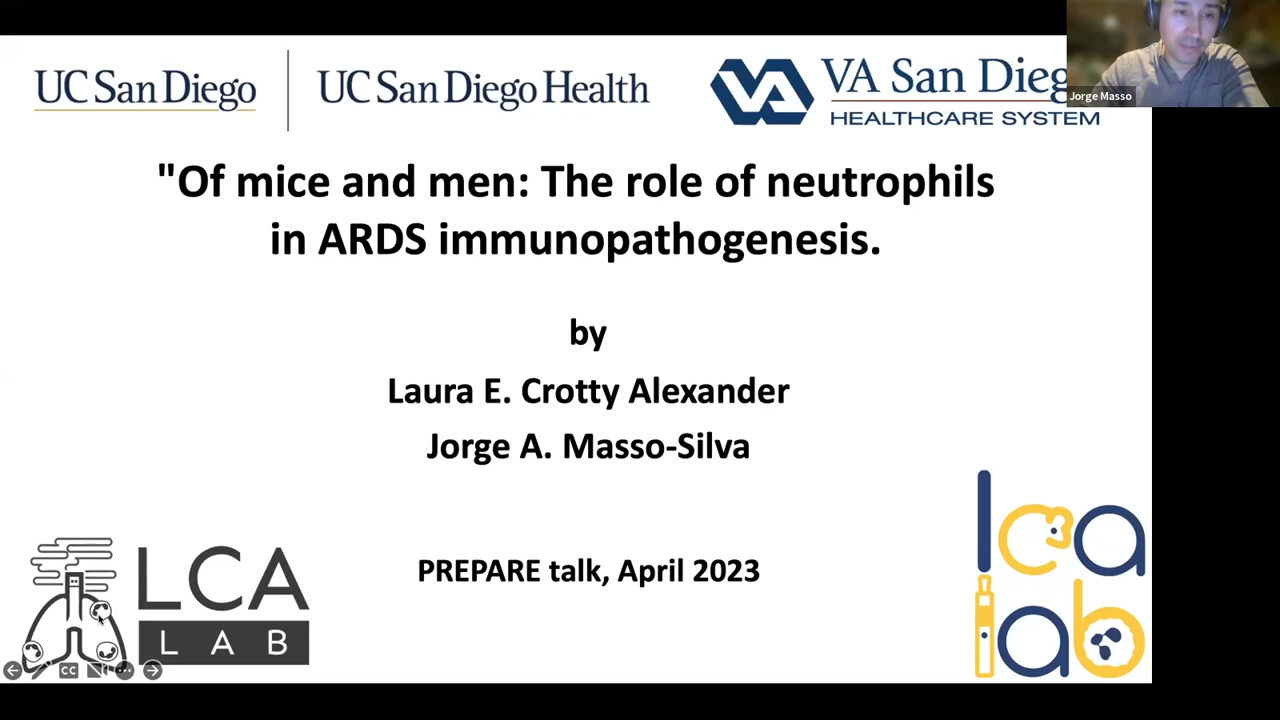 UC San Diego
UC San Diego Health
VA San Dieg
HEALTHCARE SYSTEM
Jorge Masso
"Of mice and men: The role of neutrophils
in ARDS immunopathogenesis.
by
Laura E. Crotty Alexander
Jorge A. Masso-Silva
PREPARE talk, April 2023
LCA
LAB
lca
lab
CC